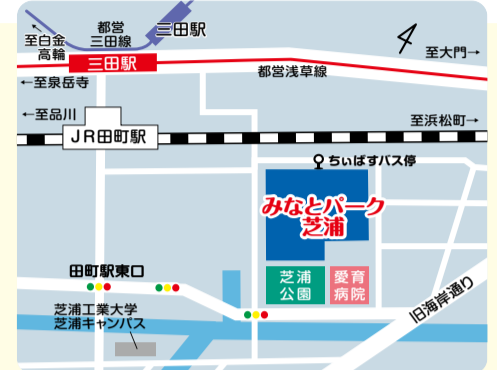 都営
三田線
三田駅
至白金
高輪
三田駅
至大門→
←至泉岳寺
都営浅草線
←至品川
至浜松町→
JR田町駅
ちぃばすバス停
みなとパーク
芝浦
田町駅東口
芝浦
公園
愛育
病院
旧海岸通り
芝浦工業大学
芝浦キャンパス